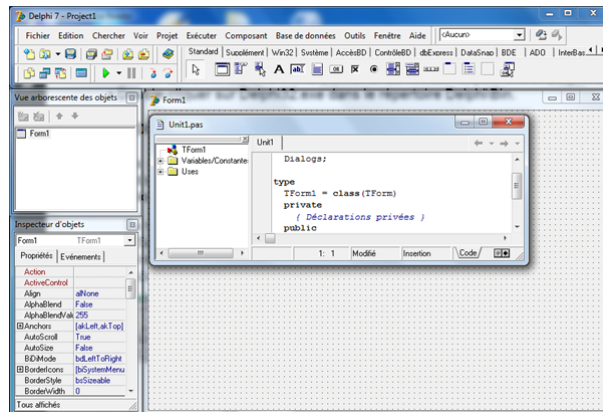 Delphi 7 - Project1
Fichier Edition Chercher Voir Projet Exécuter Composant Base de données Outils Fenêtre Aide <Aucun>
Standard Supplément Win32 Système AccèsBD ContrôleBD dbExpress DataSnap BDE ADO InterBas
Vue arborescente des objets
Form1
Form1
Unit1.pas
TForm1
Variables/Constante
Uses
Unit1
Dialogs;
type
TForm1 = class(TForm)
private
{ Déclarations privées }
public
1: 1 Modifié Insertion Code
Inspecteur d'objets
Form1 TForm1
Propriétés Evénements
Action
ActiveControl
Align alNone
AlphaBlend False
AlphaBlendValu 255
Anchors [akLeft,akTop]
AutoScroll True
AutoSize False
BiDiMode bdLeftToRight
BorderIcons [biSystemMenu
BorderStyle bsSizeable
BorderWidth 0
Tous affichés